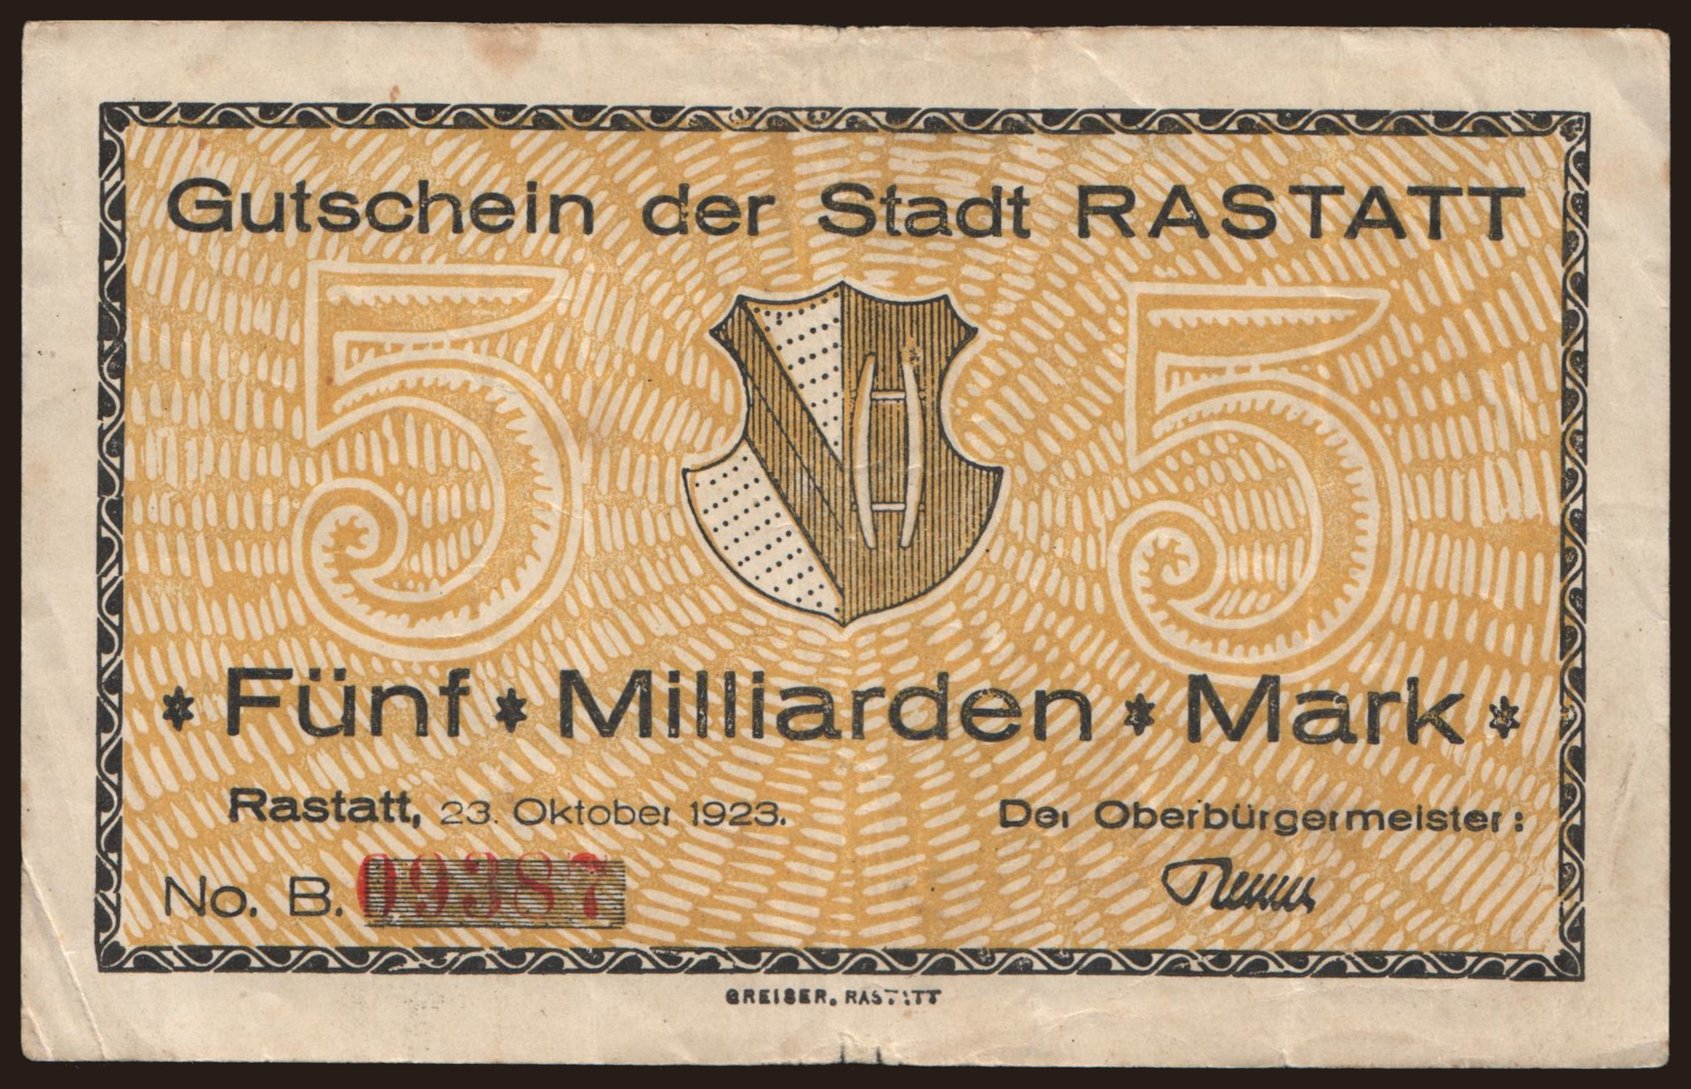 Gutschein der Stadt RASTATT
5 5
* Fünf * Milliarden * Mark *
Rastatt, 23. Oktober 1923.
Der Oberbürgermeister:
No. B. 09387
GREISER, RASTATT